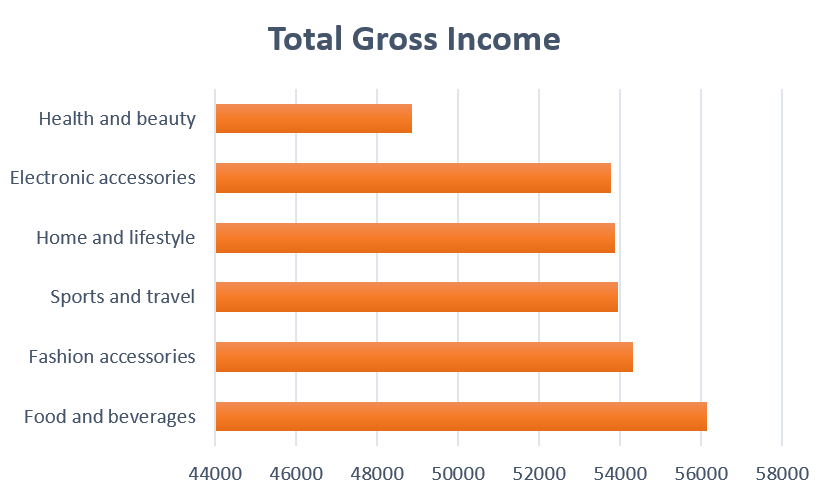 Total Gross Income
Health and beauty
Electronic accessories
Home and lifestyle
Sports and travel
Fashion accessories
Food and beverages
44000 46000 48000 50000 52000 54000 56000 58000